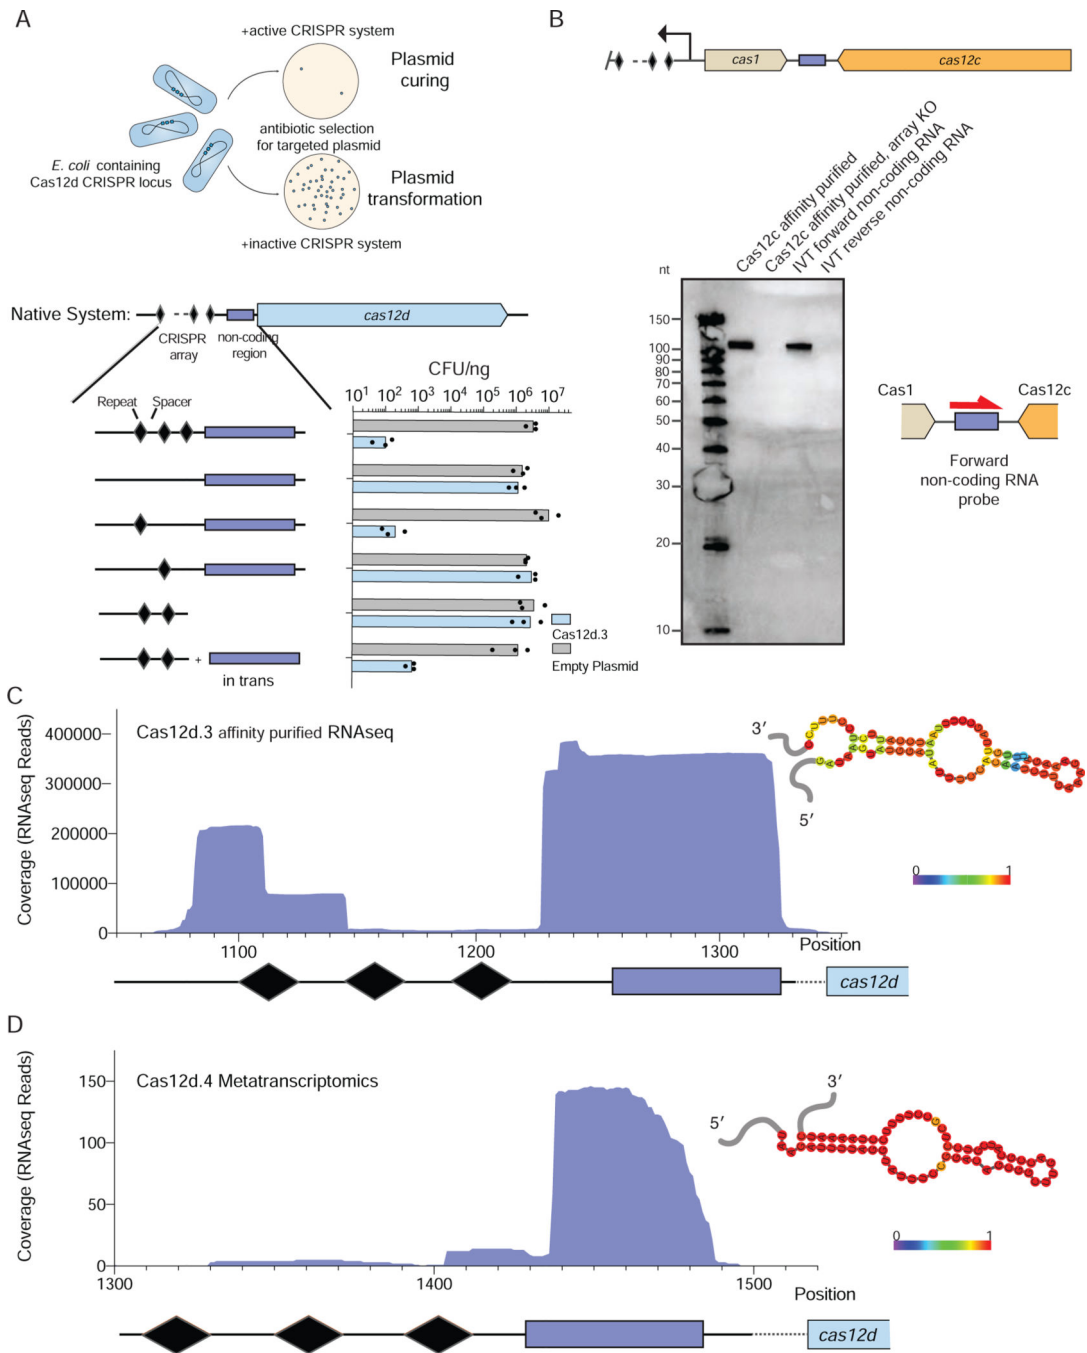 A
+active CRISPR system
Plasmid
curing
antibiotic selection
for targeted plasmid
E. coli containing
Cas12d CRISPR locus
Plasmid
transformation
+inactive CRISPR system
Native System:
cas12d
CRISPR
array
non-coding
region
CFU/ng
10¹ 10² 10³ 10⁴ 10⁵ 10⁶ 10⁷
Repeat
Spacer
+
in trans
Cas12d.3
Empty Plasmid
B
cas1
cas12c
Cas12c affinity purified
Cas12c affinity purified, array KO
IVT forward non-coding RNA
IVT reverse non-coding RNA
nt
150
100
90
80
70
60
50
40
30
20
10
Cas1
Cas12c
Forward
non-coding RNA
probe
C
Cas12d.3 affinity purified RNAseq
Coverage (RNAseq Reads)
400000
300000
200000
100000
0
1100
1200
1300
Position
cas12d
3′
5′
0
1
D
Cas12d.4 Metatranscriptomics
Coverage (RNAseq Reads)
150
100
50
0
1300
1400
1500
Position
cas12d
5′
3′
0
1